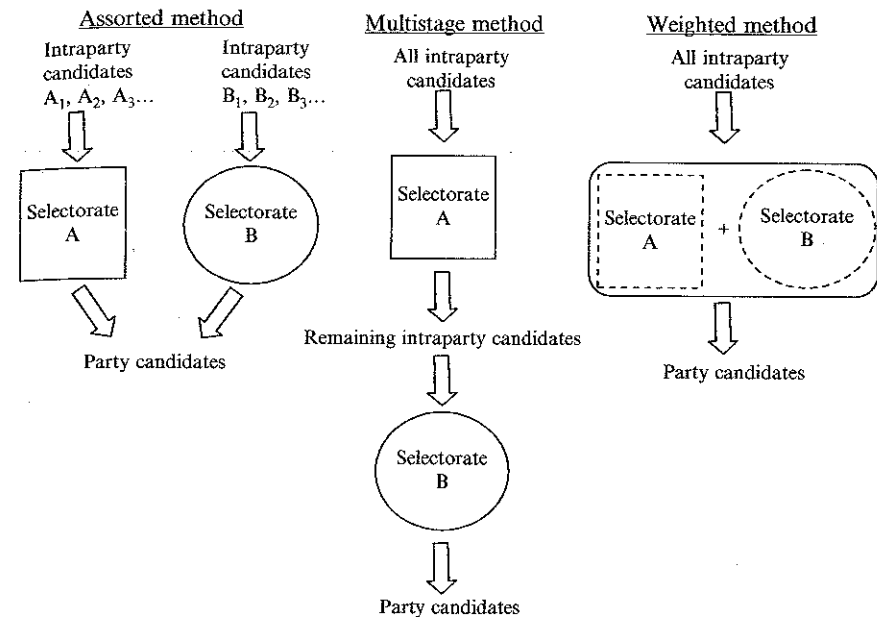 Assorted method
Intraparty
candidates
A₁, A₂, A₃...
Intraparty
candidates
B₁, B₂, B₃...
Selectorate
A
Selectorate
B
Party candidates
Multistage method
All intraparty
candidates
Selectorate
A
Remaining intraparty candidates
Selectorate
B
Party candidates
Weighted method
All intraparty
candidates
Selectorate
A
+
Selectorate
B
Party candidates